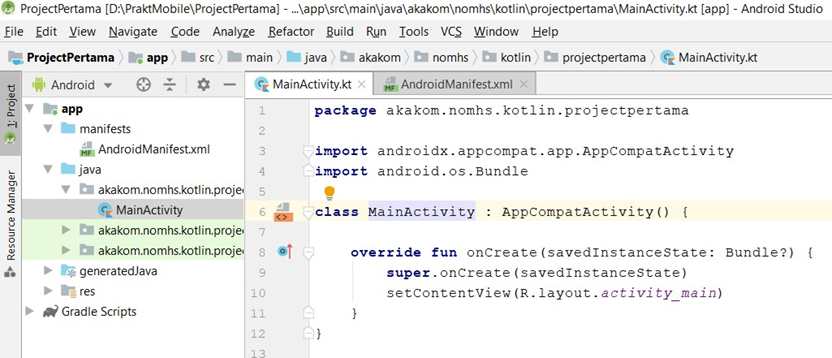 ProjectPertama [D:\PraktMobile\ProjectPertama] - ...\app\src\main\java\akakom\nomhs\kotlin\projectpertama\MainActivity.kt [app] - Android Studio
File Edit View Navigate Code Analyze Refactor Build Run Tools VCS Window Help
ProjectPertama app src main java akakom nomhs kotlin projectpertama MainActivity.kt
1: Project
Resource Manager
Android
app
manifests
AndroidManifest.xml
java
akakom.nomhs.kotlin.proje
MainActivity
akakom.nomhs.kotlin.proje
akakom.nomhs.kotlin.proje
generatedJava
res
Gradle Scripts
MainActivity.kt AndroidManifest.xml
1 package akakom.nomhs.kotlin.projectpertama
2
3 import androidx.appcompat.app.AppCompatActivity
4 import android.os.Bundle
5
6 class MainActivity : AppCompatActivity() {
7
8 override fun onCreate(savedInstanceState: Bundle?) {
9 super.onCreate(savedInstanceState)
10 setContentView(R.layout.activity_main)
11 }
12 }
13